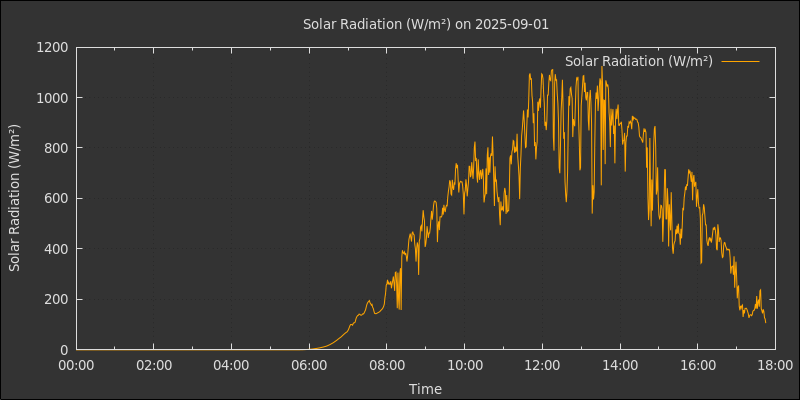 Solar Radiation (W/m²) on 2025-09-01
Solar Radiation (W/m²)
Solar Radiation (W/m²)
1200
1000
800
600
400
200
0
00:00 02:00 04:00 06:00 08:00 10:00 12:00 14:00 16:00 18:00
Time